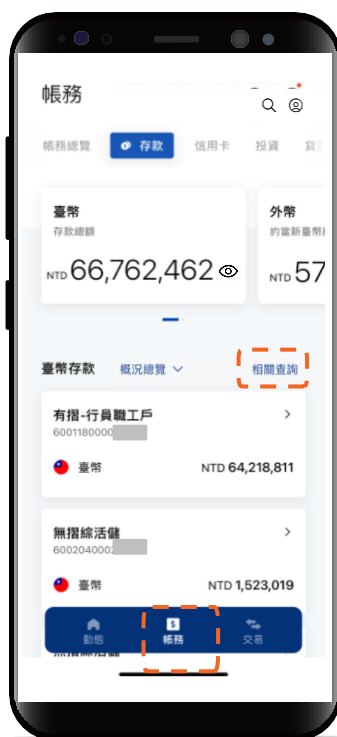 帳務
帳務總覽 存款 信用卡 投資
臺幣 外幣
存款總額 約當新臺幣
NTD 66,762,462 NTD 57
臺幣存款 概況總覽 相關查詢
有摺-行員職工戶
6001180000
臺幣 NTD 64,218,811
無摺綜活儲
600204000
臺幣 NTD 1,523,019
動態 帳務 交易